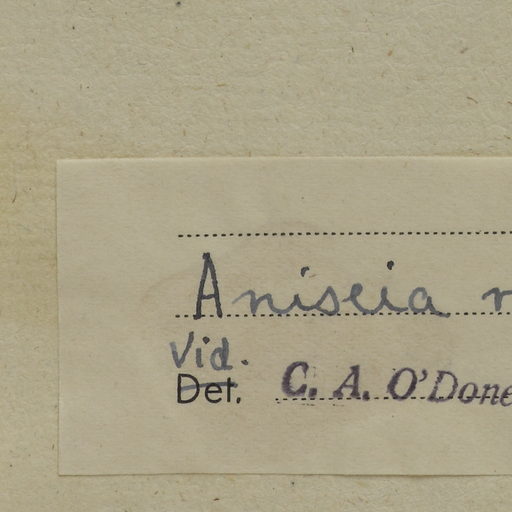 Aniseia
Vid.
Det. C. A. O'Done